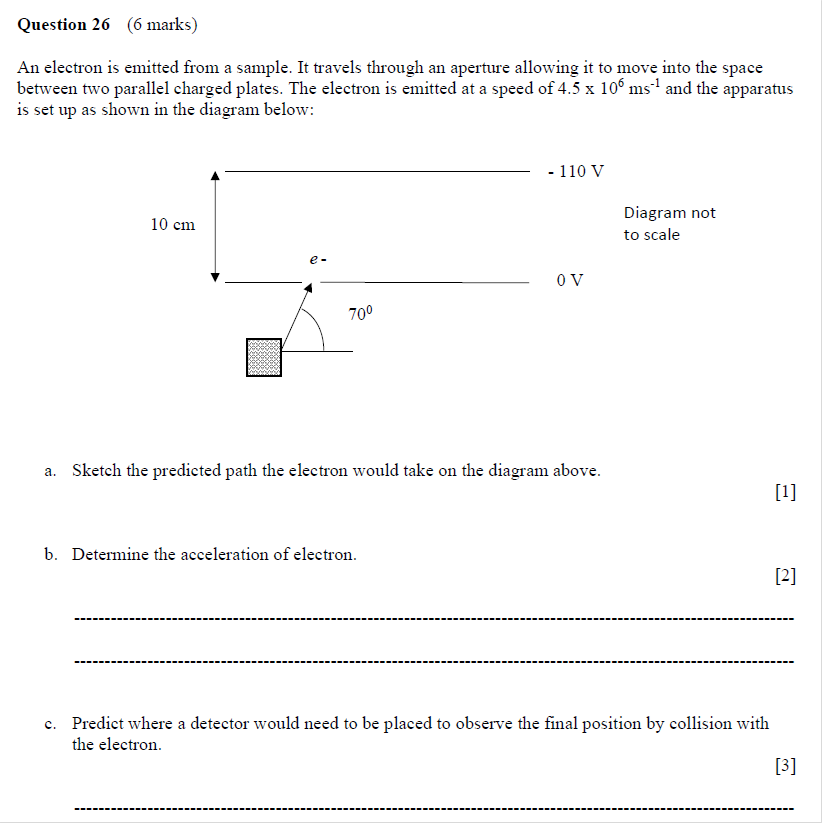 Question 26 (6 marks)
An electron is emitted from a sample. It travels through an aperture allowing it to move into the space
between two parallel charged plates. The electron is emitted at a speed of 4.5 x 10⁶ ms⁻¹ and the apparatus
is set up as shown in the diagram below:
- 110 V
Diagram not
to scale
10 cm
e -
0 V
70⁰
a. Sketch the predicted path the electron would take on the diagram above.
[1]
b. Determine the acceleration of electron.
[2]
c. Predict where a detector would need to be placed to observe the final position by collision with
the electron.
[3]